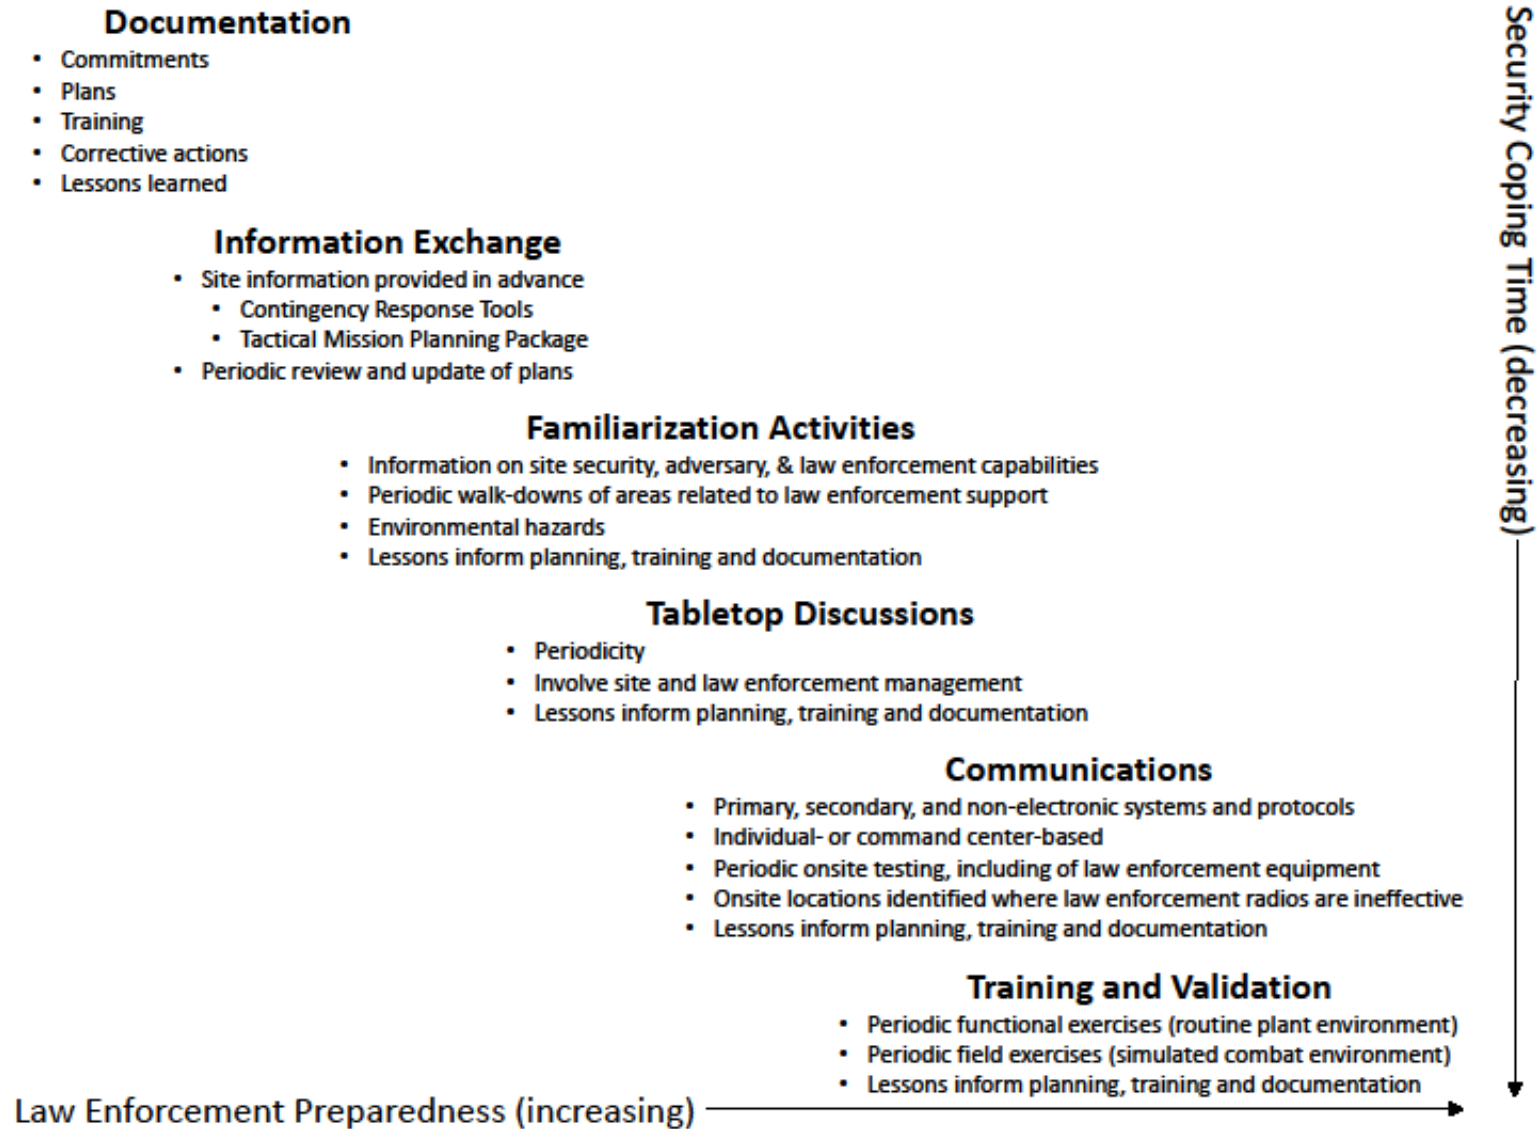 Documentation
• Commitments
• Plans
• Training
• Corrective actions
• Lessons learned
Information Exchange
• Site information provided in advance
• Contingency Response Tools
• Tactical Mission Planning Package
• Periodic review and update of plans
Familiarization Activities
• Information on site security, adversary, & law enforcement capabilities
• Periodic walk-downs of areas related to law enforcement support
• Environmental hazards
• Lessons inform planning, training and documentation
Tabletop Discussions
• Periodicity
• Involve site and law enforcement management
• Lessons inform planning, training and documentation
Communications
• Primary, secondary, and non-electronic systems and protocols
• Individual- or command center-based
• Periodic onsite testing, including of law enforcement equipment
• Onsite locations identified where law enforcement radios are ineffective
• Lessons inform planning, training and documentation
Training and Validation
• Periodic functional exercises (routine plant environment)
• Periodic field exercises (simulated combat environment)
• Lessons inform planning, training and documentation
Law Enforcement Preparedness (increasing)
Security Coping Time (decreasing)